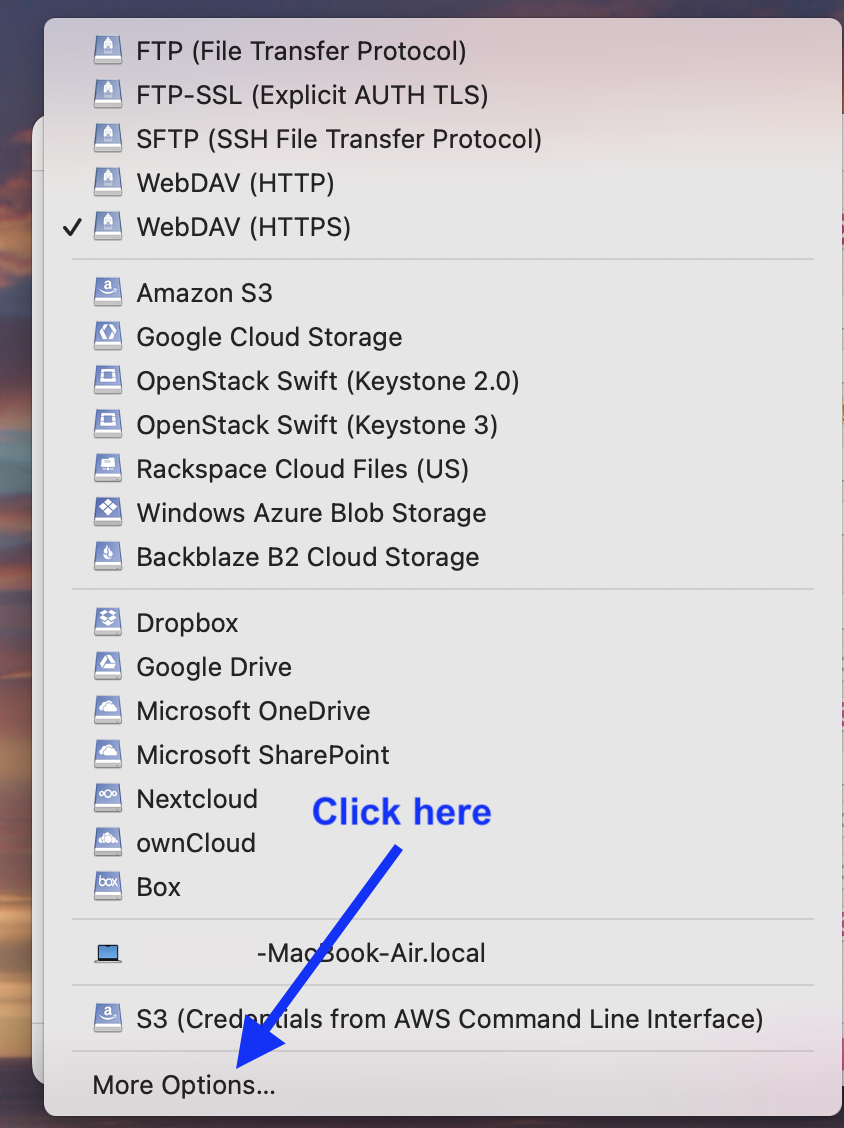 FTP (File Transfer Protocol)
FTP-SSL (Explicit AUTH TLS)
SFTP (SSH File Transfer Protocol)
WebDAV (HTTP)
WebDAV (HTTPS)
Amazon S3
Google Cloud Storage
OpenStack Swift (Keystone 2.0)
OpenStack Swift (Keystone 3)
Rackspace Cloud Files (US)
Windows Azure Blob Storage
Backblaze B2 Cloud Storage
Dropbox
Google Drive
Microsoft OneDrive
Microsoft SharePoint
Nextcloud
Click here
ownCloud
box Box
-MacBook-Air.local
S3 (Credentials from AWS Command Line Interface)
More Options...